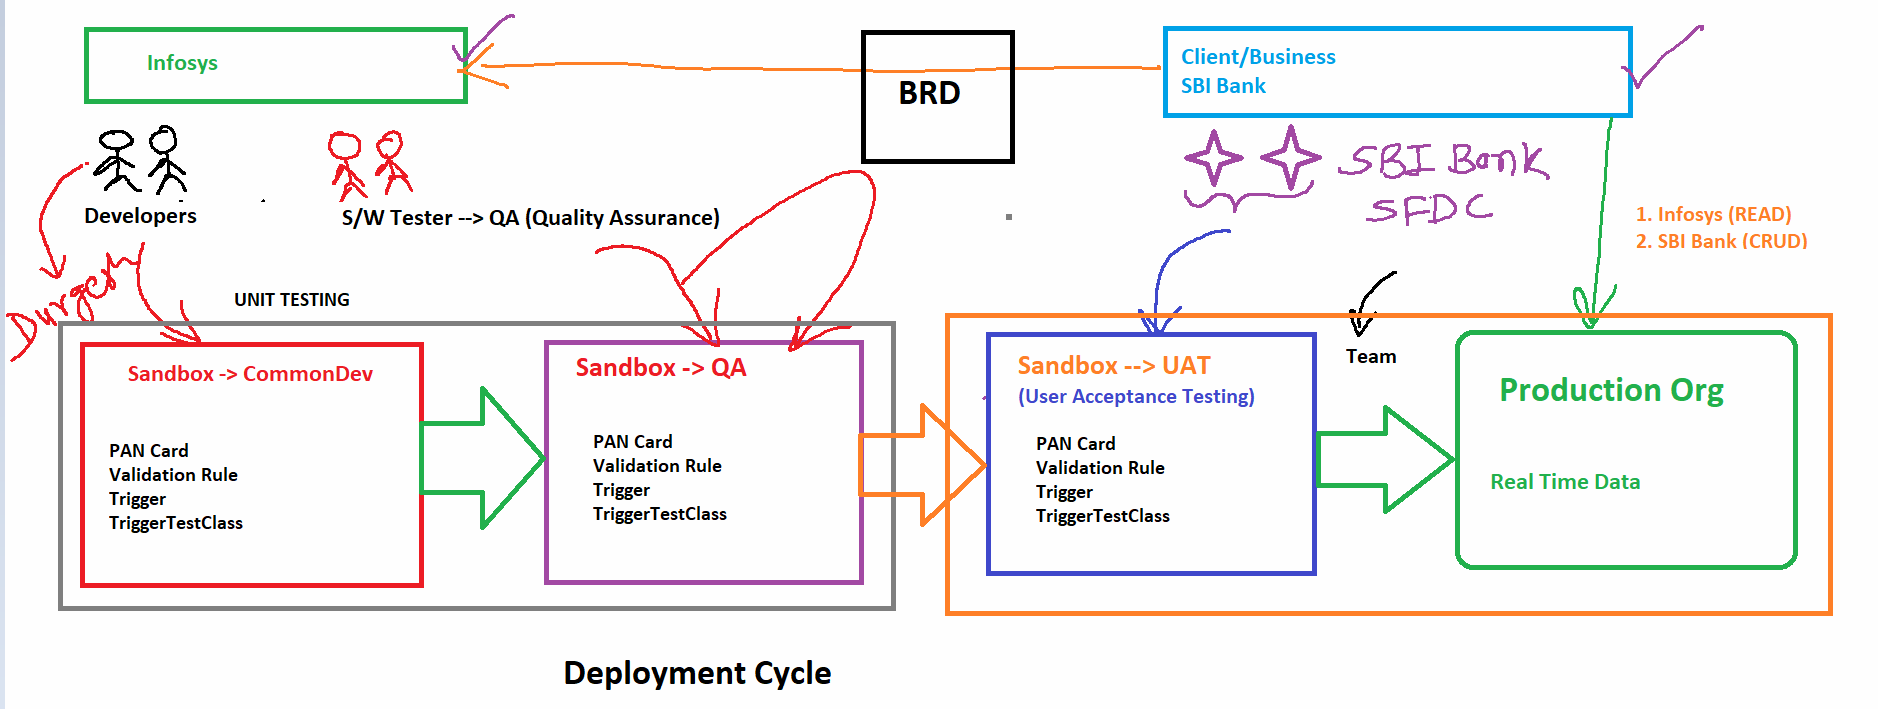 Infosys
BRD
Client/Business
SBI Bank
SBI Bank
SFDC
Developers
S/W Tester --> QA (Quality Assurance)
1. Infosys (READ)
2. SBI Bank (CRUD)
UNIT TESTING
Team
Sandbox -> CommonDev
PAN Card
Validation Rule
Trigger
TriggerTestClass
Sandbox -> QA
PAN Card
Validation Rule
Trigger
TriggerTestClass
Sandbox --> UAT
(User Acceptance Testing)
PAN Card
Validation Rule
Trigger
TriggerTestClass
Production Org
Real Time Data
Deployment Cycle